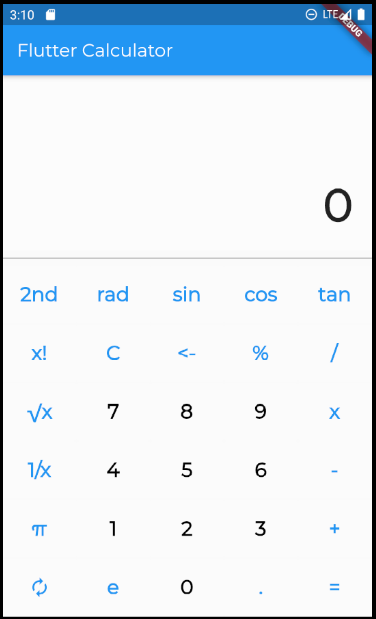 3:10 LTE DEBUG
Flutter Calculator
0
2nd rad sin cos tan
x! C <- % /
√x 7 8 9 x
1/x 4 5 6 -
π 1 2 3 +
e 0 . =